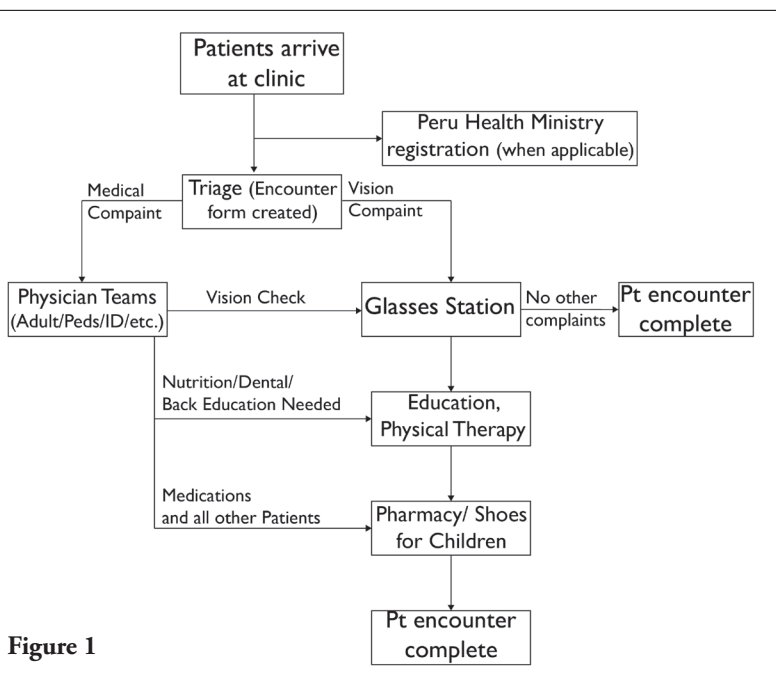 Patients arrive
at clinic
Peru Health Ministry
registration (when applicable)
Medical
Compaint
Triage (Encounter
form created)
Vision
Compaint
Physician Teams
(Adult/Peds/ID/etc.)
Vision Check
Glasses Station
No other
complaints
Pt encounter
complete
Nutrition/Dental/
Back Education Needed
Education,
Physical Therapy
Medications
and all other Patients
Pharmacy/ Shoes
for Children
Pt encounter
complete
Figure 1